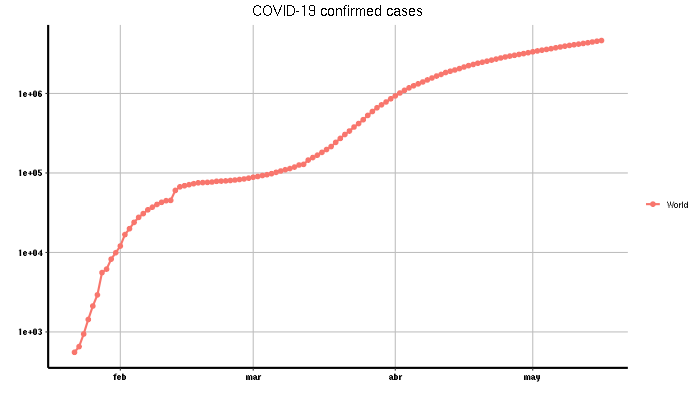 COVID-19 confirmed cases
1e+06
1e+05
1e+04
1e+03
World
feb mar abr may